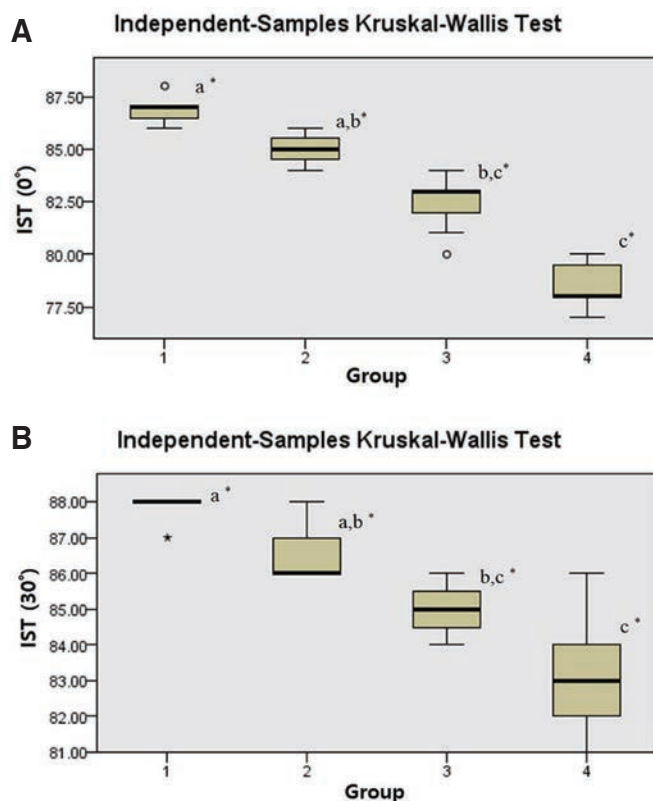 A
Independent-Samples Kruskal-Wallis Test
87.50
85.00
82.50
80.00
77.50
IST (0°)
a *
a,b*
b,c*
c*
1 2 3 4
Group
B
Independent-Samples Kruskal-Wallis Test
88.00
87.00
86.00
85.00
84.00
83.00
82.00
81.00
IST (30°)
a *
a,b *
b,c *
c *
1 2 3 4
Group